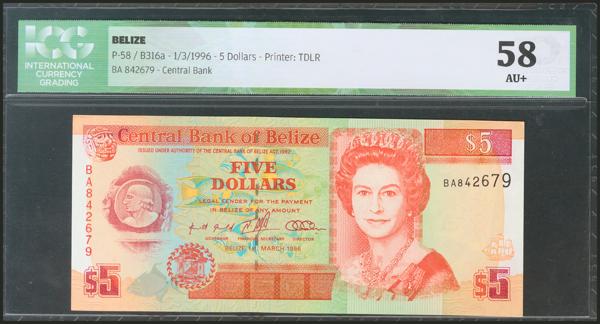 ICG
INTERNATIONAL
CURRENCY
GRADING
BELIZE
P-58 / B316a - 1/3/1996 - 5 Dollars - Printer: TDLR
BA 842679 - Central Bank
58
AU+
Central Bank of Belize
ISSUED UNDER AUTHORITY OF THE CENTRAL BANK OF BELIZE ACT 1982
$5
FIVE
DOLLARS
BA842679
BA842679
LEGAL TENDER FOR THE PAYMENT
IN BELIZE OF ANY AMOUNT
GOVERNOR FINANCIAL SECRETARY DIRECTOR
BELIZE, 1st MARCH 1996
$5
$5